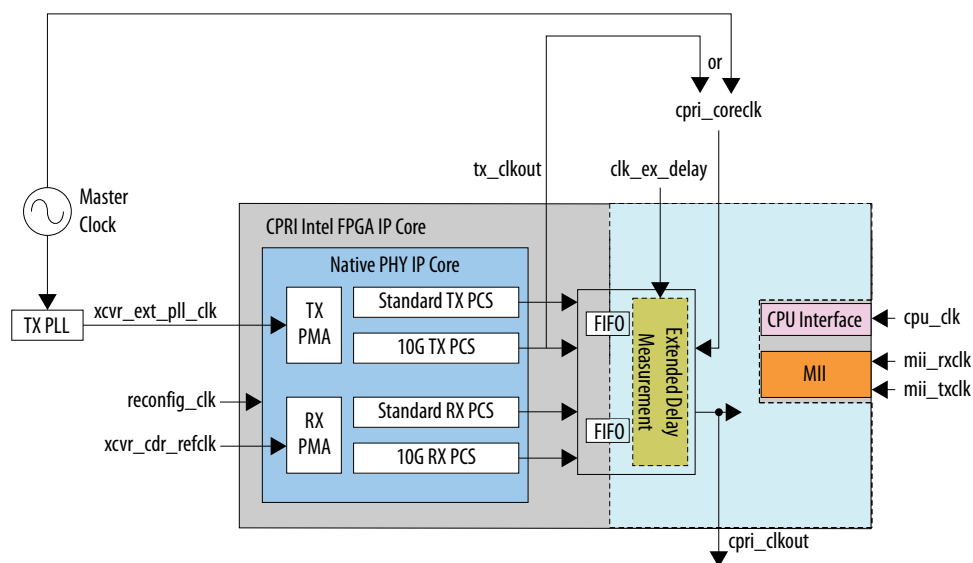 or
cpri_coreclk
tx_clkout
clk_ex_delay
Master
Clock
CPRI Intel FPGA IP Core
Native PHY IP Core
TX PLL
xcvr_ext_pll_clk
TX
PMA
Standard TX PCS
10G TX PCS
FIFO
Extended Delay
Measurement
CPU Interface
cpu_clk
MII
mii_rxclk
mii_txclk
reconfig_clk
xcvr_cdr_refclk
RX
PMA
Standard RX PCS
10G RX PCS
FIFO
cpri_clkout